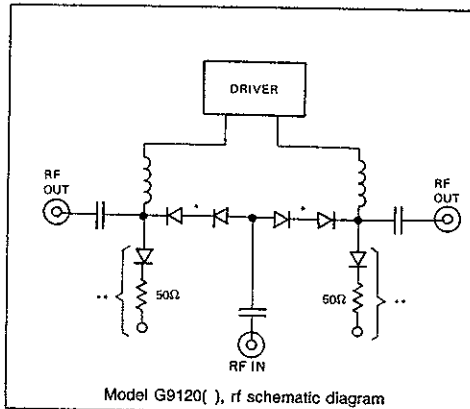 DRIVER
RF
OUT
RF
OUT
*
*
**
50Ω
50Ω
**
RF IN
Model G9120( ), rf schematic diagram